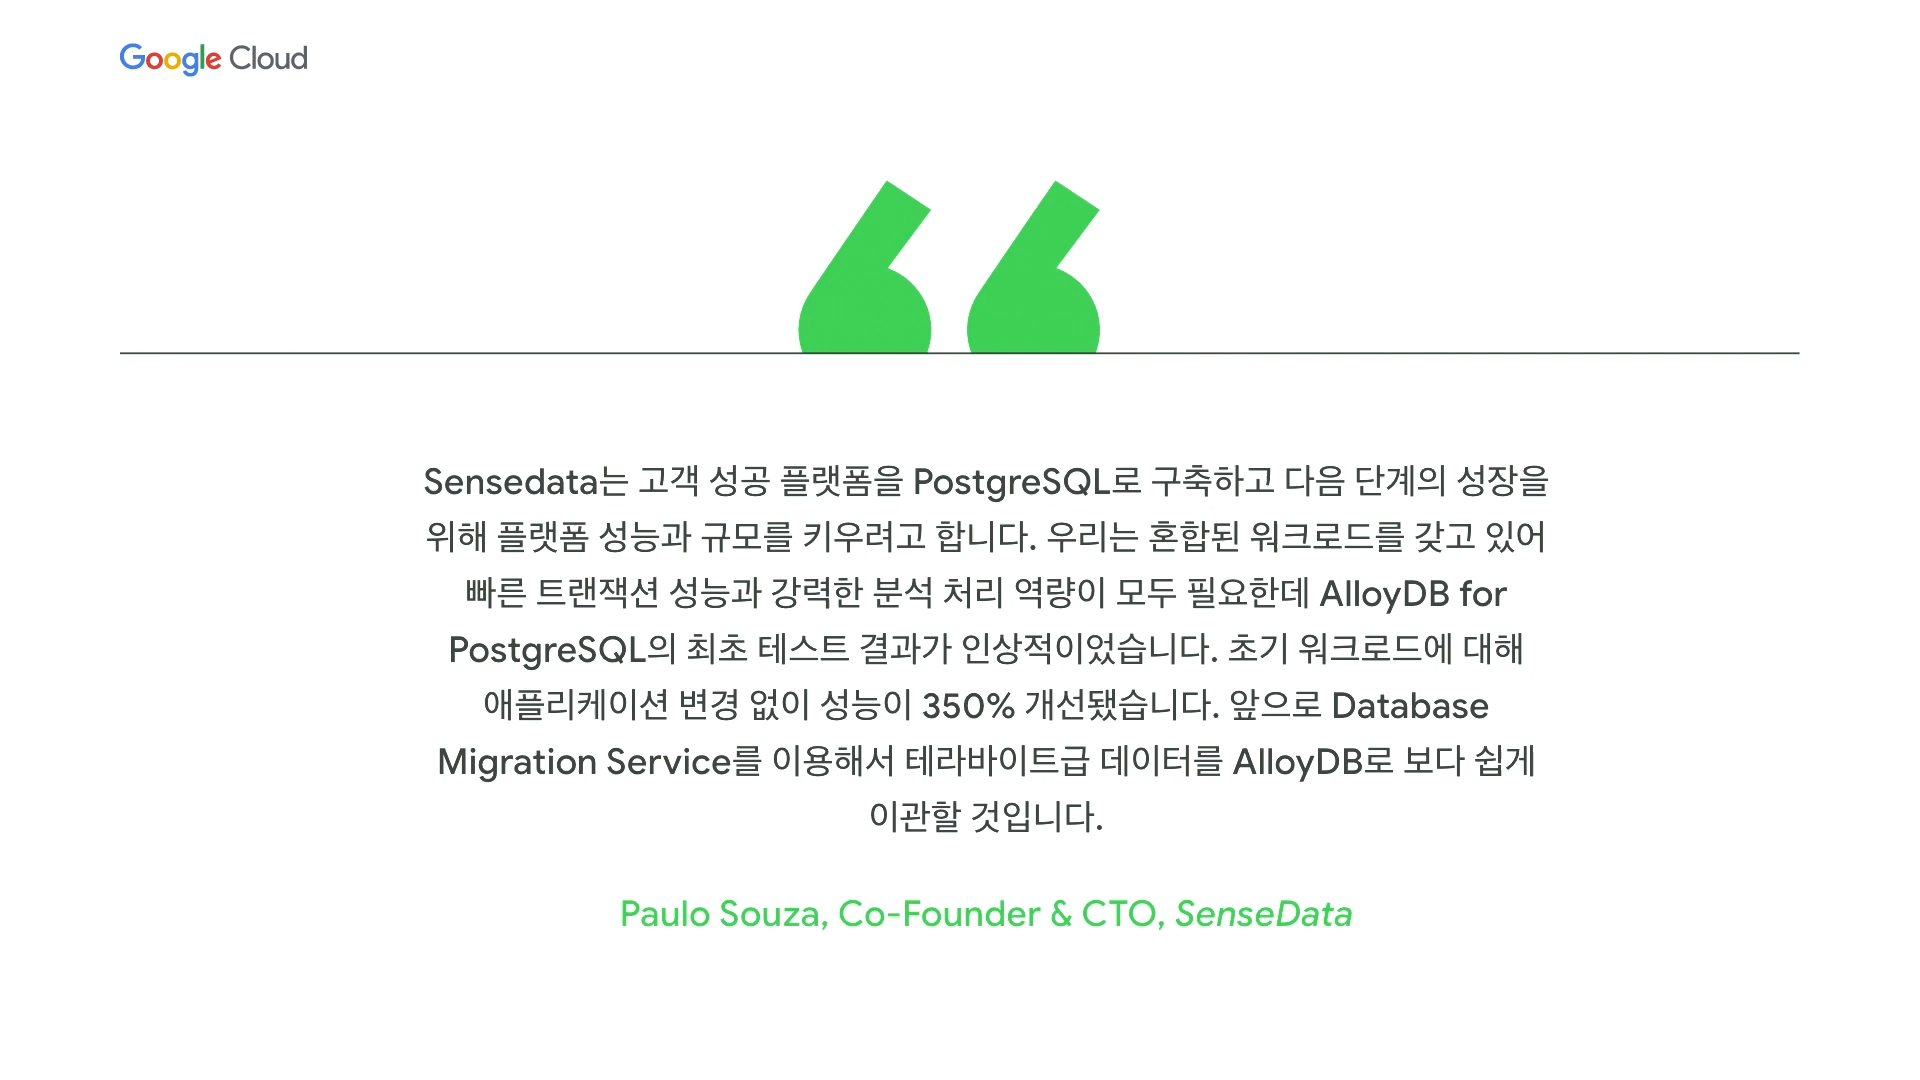 Google Cloud
Sensedata는 고객 성공 플랫폼을 PostgreSQL로 구축하고 다음 단계의 성장을
위해 플랫폼 성능과 규모를 키우려고 합니다. 우리는 혼합된 워크로드를 갖고 있어
빠른 트랜잭션 성능과 강력한 분석 처리 역량이 모두 필요한데 AlloyDB for
PostgreSQL의 최초 테스트 결과가 인상적이었습니다. 초기 워크로드에 대해
애플리케이션 변경 없이 성능이 350% 개선됐습니다. 앞으로 Database
Migration Service를 이용해서 테라바이트급 데이터를 AlloyDB로 보다 쉽게
이관할 것입니다.
Paulo Souza, Co-Founder & CTO, SenseData